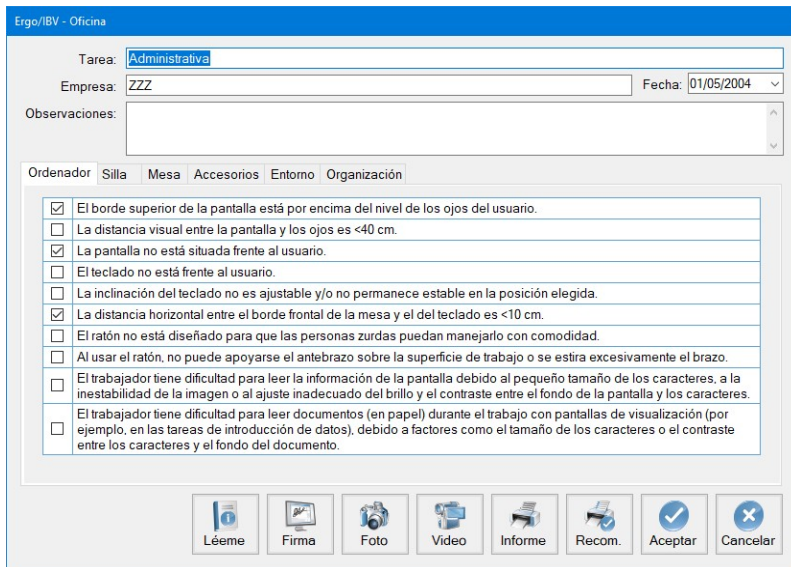 Ergo/IBV - Oficina
Tarea: Administrativa
Empresa: ZZZ Fecha: 01/05/2004
Observaciones:
Ordenador Silla Mesa Accesorios Entorno Organización
El borde superior de la pantalla está por encima del nivel de los ojos del usuario.
La distancia visual entre la pantalla y los ojos es <40 cm.
La pantalla no está situada frente al usuario.
El teclado no está frente al usuario.
La inclinación del teclado no es ajustable y/o no permanece estable en la posición elegida.
La distancia horizontal entre el borde frontal de la mesa y el del teclado es <10 cm.
El ratón no está diseñado para que las personas zurdas puedan manejarlo con comodidad.
Al usar el ratón, no puede apoyarse el antebrazo sobre la superficie de trabajo o se estira excesivamente el brazo.
El trabajador tiene dificultad para leer la información de la pantalla debido al pequeño tamaño de los caracteres, a la
inestabilidad de la imagen o al ajuste inadecuado del brillo y el contraste entre el fondo de la pantalla y los caracteres.
El trabajador tiene dificultad para leer documentos (en papel) durante el trabajo con pantallas de visualización (por
ejemplo, en las tareas de introducción de datos), debido a factores como el tamaño de los caracteres o el contraste
entre los caracteres y el fondo del documento.
Léeme Firma Foto Video Informe Recom. Aceptar Cancelar